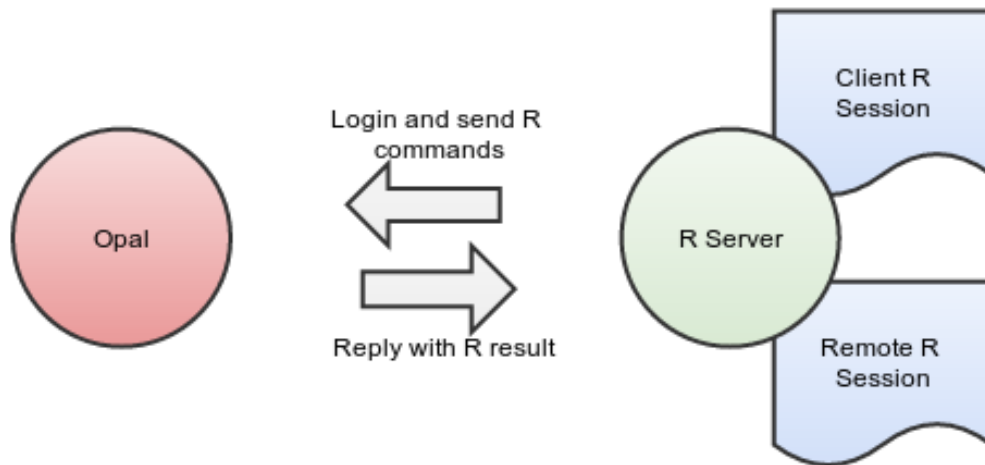 Opal
Login and send R
commands
Reply with R result
R Server
Client R
Session
Remote R
Session